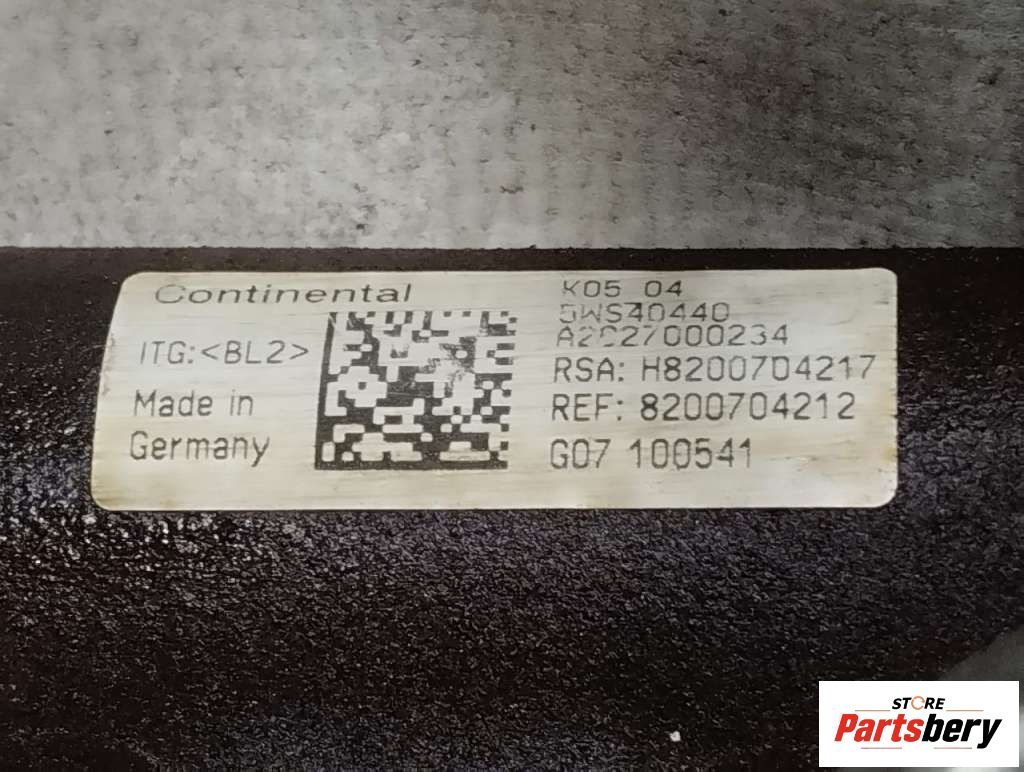 Continental
ITG:<BL2>
Made in
Germany
K05 04
5WS40440
A2C27000234
RSA: H8200704217
REF: 8200704212
G07 100541
STORE
Partsbery